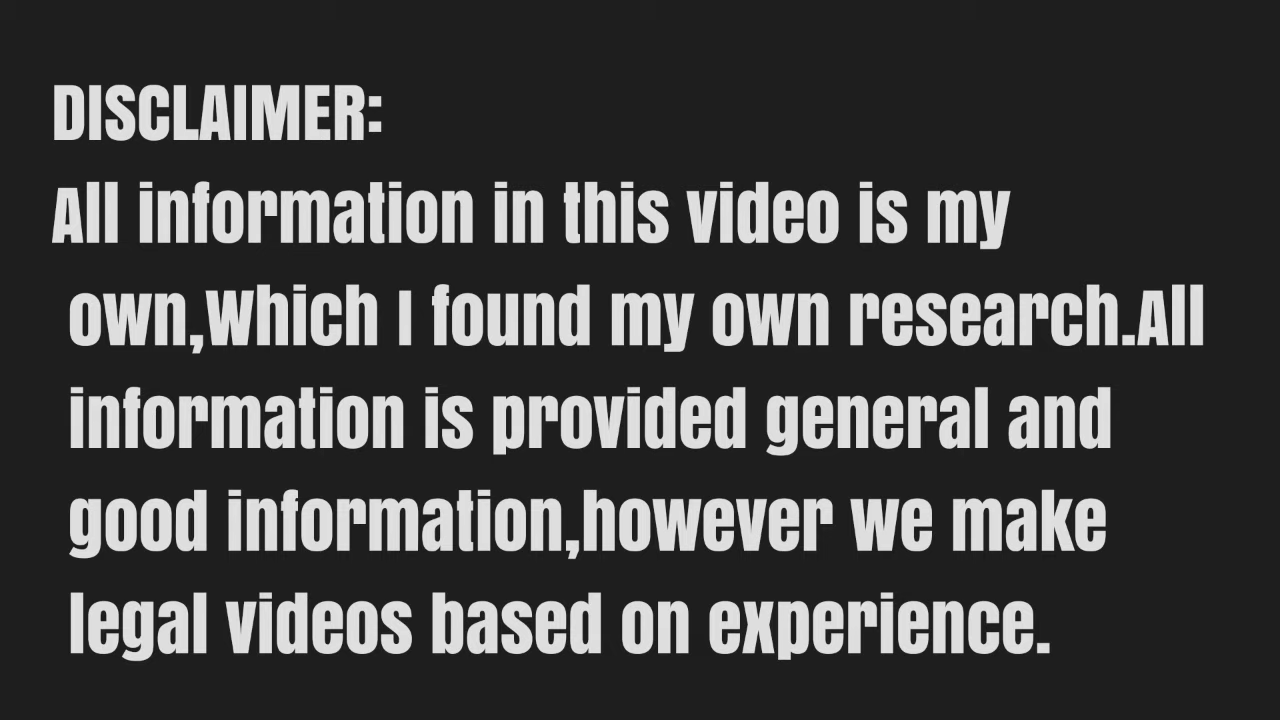 DISCLAIMER:
All information in this video is my
own,Which I found my own research.All
information is provided general and
good information,however we make
legal videos based on experience.